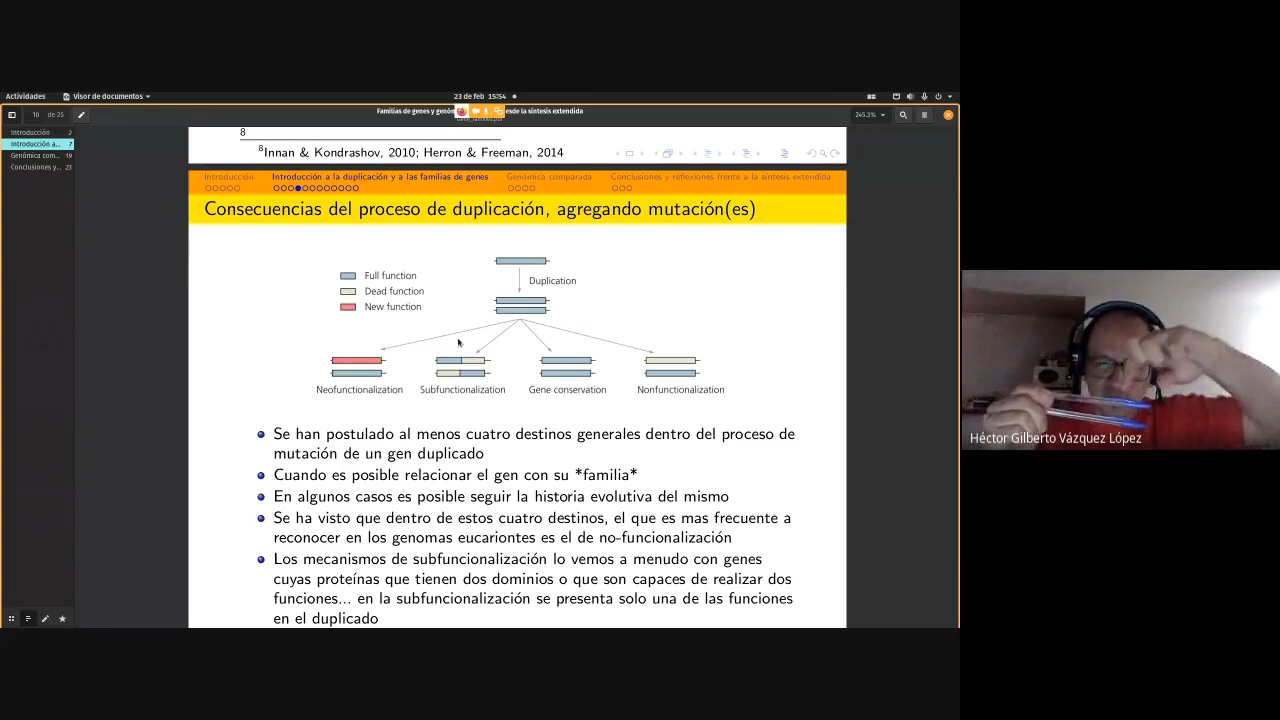 Actividades
Visor de documentos
23 de feb 15:54
10 de 25
Familias de genes y genóm
esde la síntesis extendida
245.3%
Introducción 2
Introducción a... 7
Genómica com... 19
Conclusiones y... 23
8
8Innan & Kondrashov, 2010; Herron & Freeman, 2014
Introducción
Introducción a la duplicación y a las familias de genes
Genómica comparada
Conclusiones y reflexiones frente a la síntesis extendida
Consecuencias del proceso de duplicación, agregando mutación(es)
Full function
Dead function
New function
Duplication
Neofunctionalization
Subfunctionalization
Gene conservation
Nonfunctionalization
Se han postulado al menos cuatro destinos generales dentro del proceso de
mutación de un gen duplicado
Cuando es posible relacionar el gen con su *familia*
En algunos casos es posible seguir la historia evolutiva del mismo
Se ha visto que dentro de estos cuatro destinos, el que es mas frecuente a
reconocer en los genomas eucariontes es el de no-funcionalización
Los mecanismos de subfuncionalización lo vemos a menudo con genes
cuyas proteínas que tienen dos dominios o que son capaces de realizar dos
funciones... en la subfuncionalización se presenta solo una de las funciones
en el duplicado
Héctor Gilberto Vázquez López